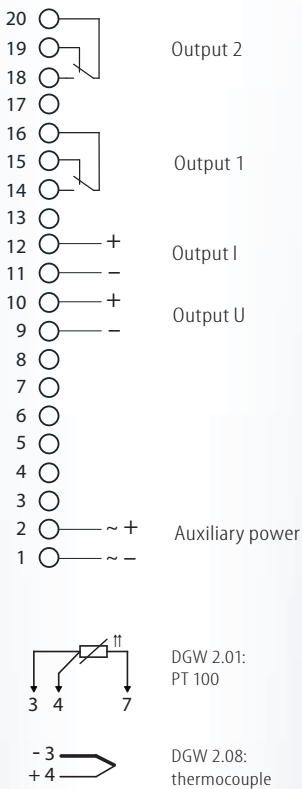 20
19 Output 2
18
17
16
15 Output 1
14
13
12 +
Output I
11 –
10 +
Output U
9 –
8
7
6
5
4
3
2 ~ +
Auxiliary power
1 ~ –
⇈
DGW 2.01:
PT 100
3 4 7
- 3 DGW 2.08:
+ 4 thermocouple